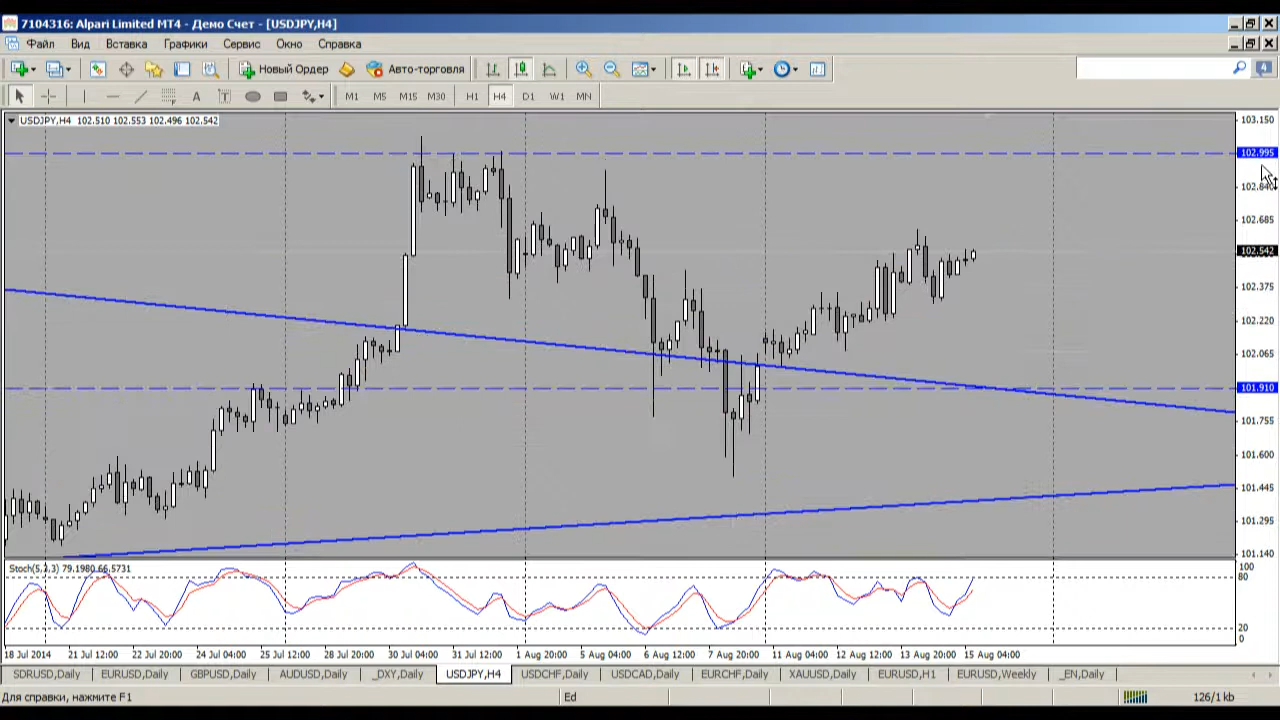 7104316: Alpari Limited MT4 - Демо Счет - [USDJPY,H4]
Файл Вид Вставка Графики Сервис Окно Справка
Новый Ордер Авто-торговля
A T M1 M5 M15 M30 H1 H4 D1 W1 MN
USDJPY,H4 102.510 102.553 102.496 102.542
103.150
102.995
102.840
102.685
102.542
102.375
102.220
102.065
101.910
101.755
101.600
101.445
101.295
101.140
Stoch(5,3,3) 79.1980 66.5731
100
80
20
0
18 Jul 2014 21 Jul 12:00 22 Jul 20:00 24 Jul 04:00 25 Jul 12:00 28 Jul 20:00 30 Jul 04:00 31 Jul 12:00 1 Aug 20:00 5 Aug 04:00 6 Aug 12:00 7 Aug 20:00 11 Aug 04:00 12 Aug 12:00 13 Aug 20:00 15 Aug 04:00
SDRUSD,Daily EURUSD,Daily GBPUSD,Daily AUDUSD,Daily _DXY,Daily USDJPY,H4 USDCHF,Daily USDCAD,Daily EURCHF,Daily XAUUSD,Daily EURUSD,H1 EURUSD,Weekly _EN,Daily
Для справки, нажмите F1 Ed 126/1 kb